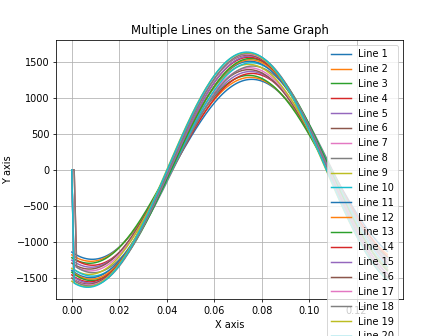 Multiple Lines on the Same Graph
Y axis
1500
1000
500
0
−500
−1000
−1500
0.00
0.02
0.04
0.06
0.08
0.10
X axis
Line 1
Line 2
Line 3
Line 4
Line 5
Line 6
Line 7
Line 8
Line 9
Line 10
Line 11
Line 12
Line 13
Line 14
Line 15
Line 16
Line 17
Line 18
Line 19
Line 20